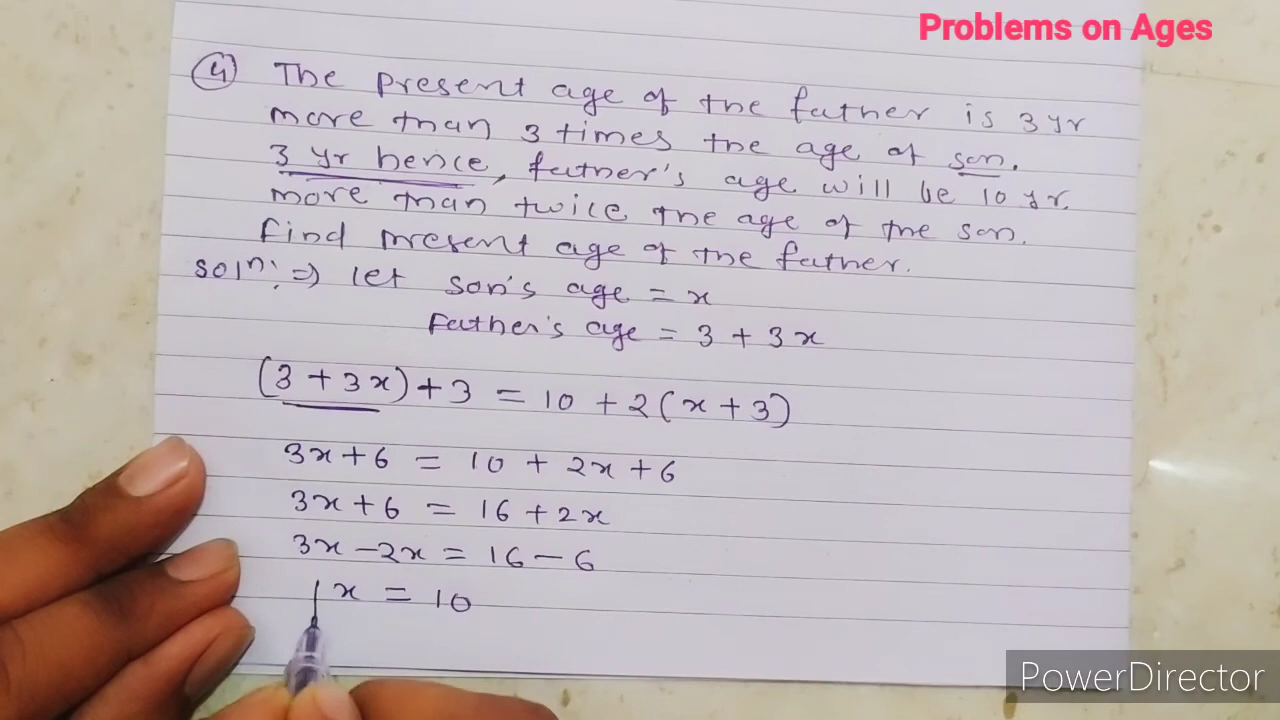 Problems on Ages
(4) The present age of the father is 3 yr
more than 3 times the age of son.
3 yr hence, father's age will be 10 yr.
more than twice the age of the son.
Find present age of the father.
Solⁿ: ⇒ let son's age = x
Father's age = 3 + 3x
(3 + 3x) + 3 = 10 + 2(x + 3)
3x + 6 = 10 + 2x + 6
3x + 6 = 16 + 2x
3x - 2x = 16 - 6
x = 10
PowerDirector